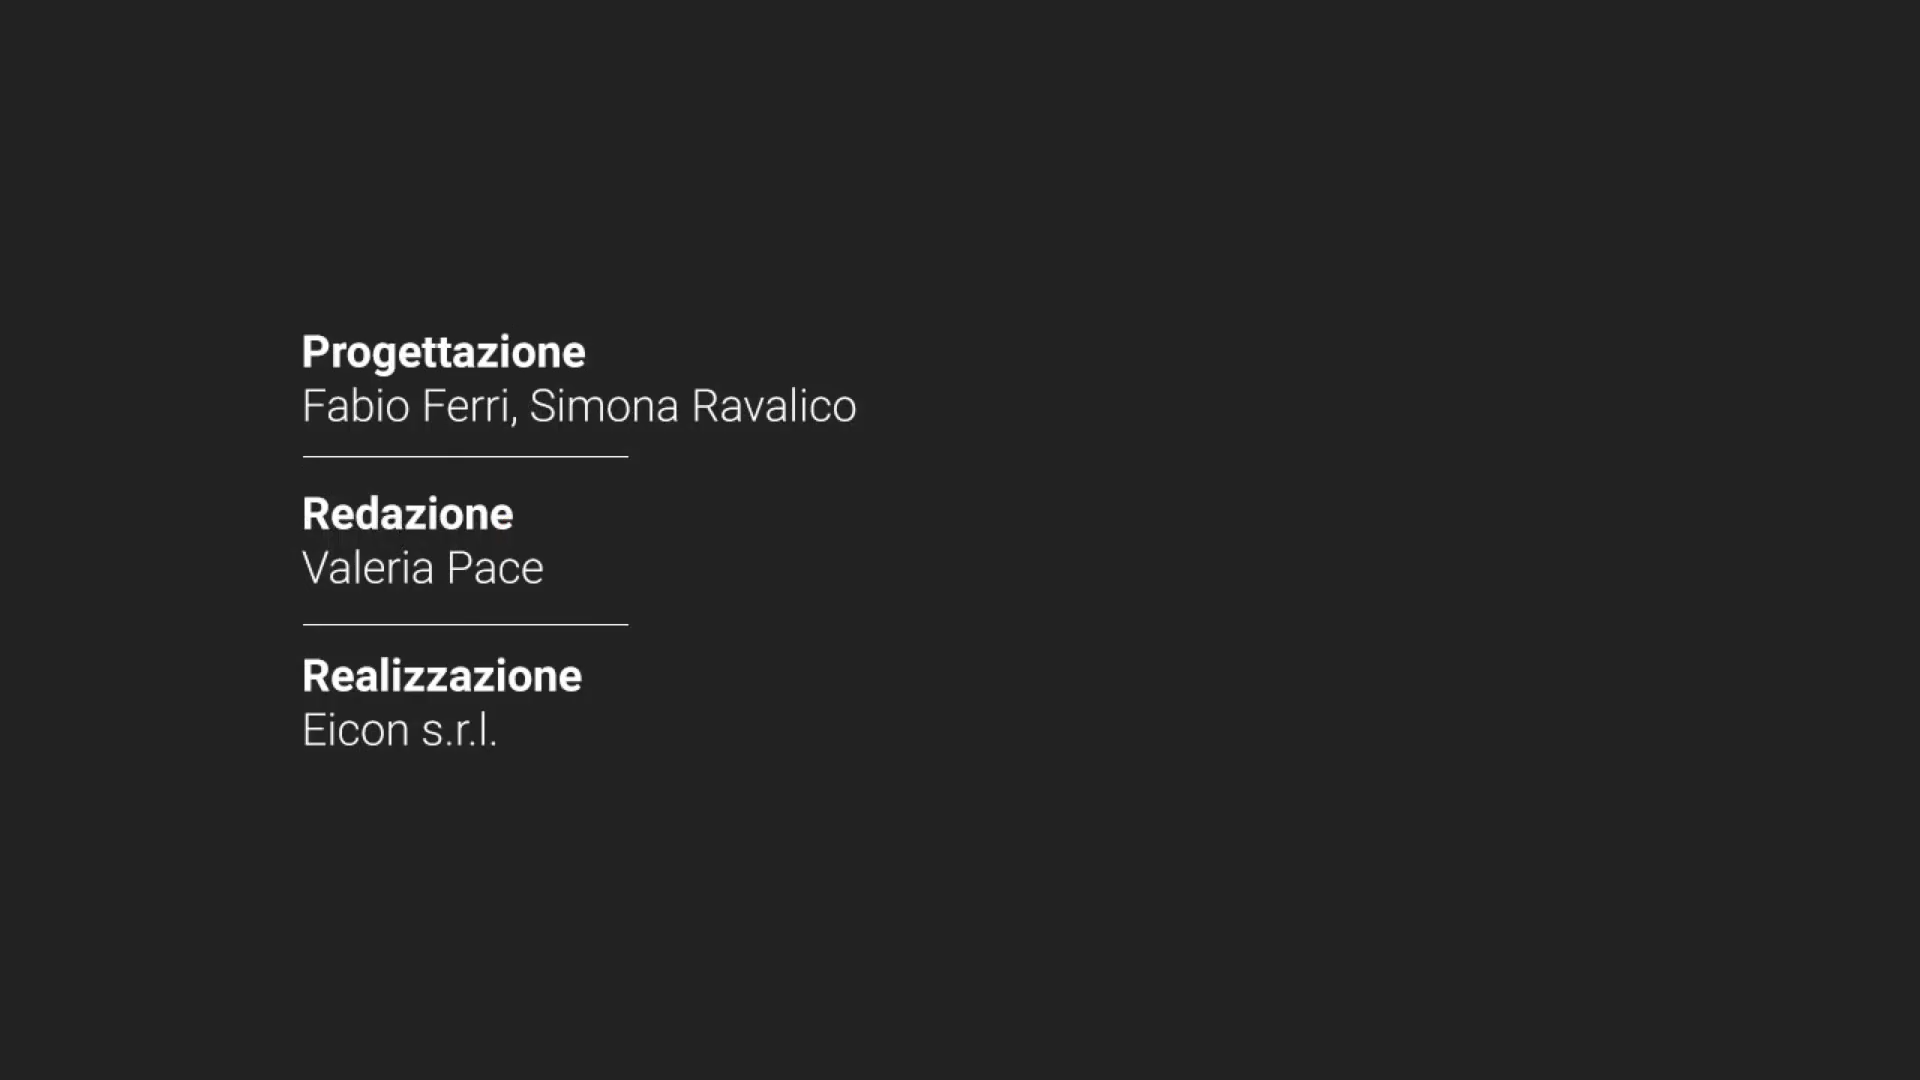 Progettazione
Fabio Ferri, Simona Ravalico
Redazione
Valeria Pace
Realizzazione
Eicon s.r.l.